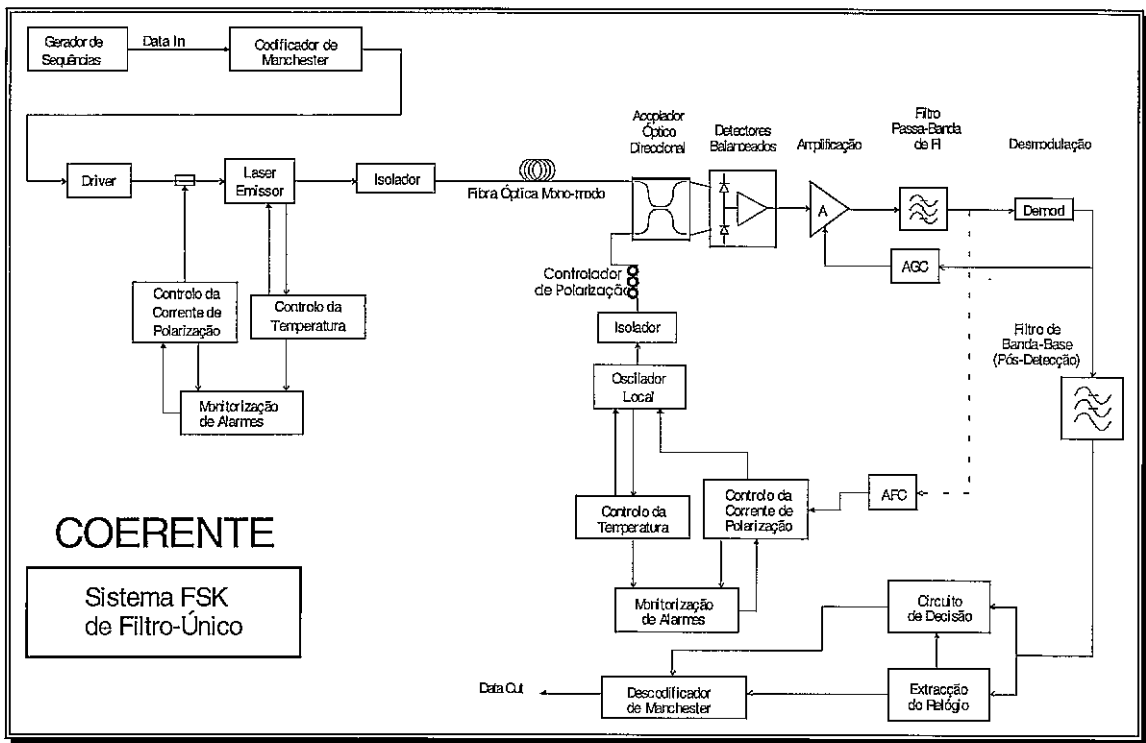 Gerador de
Sequências
Data In
Codificador de
Manchester
Driver
Laser
Emissor
Isolador
Fibra Óptica Mono-modo
Acoplador
Óptico
Direccional
Detectores
Balanceados
Amplificação
A
Filtro
Passa-Banda
de FI
Desmodulação
Demod
AGC
Controlador
de Polarização
Isolador
Controlo da
Corrente de
Polarização
Controlo da
Temperatura
Monitorização
de Alarmes
Oscilador
Local
Filtro de
Banda-Base
(Pós-Detecção)
Controlo da
Temperatura
Controlo da
Corrente de
Polarização
AFC
Monitorização
de Alarmes
COERENTE
Sistema FSK
de Filtro-Único
Circuito
de Decisão
Extracção
do Relógio
Descodificador
de Manchester
Data Out